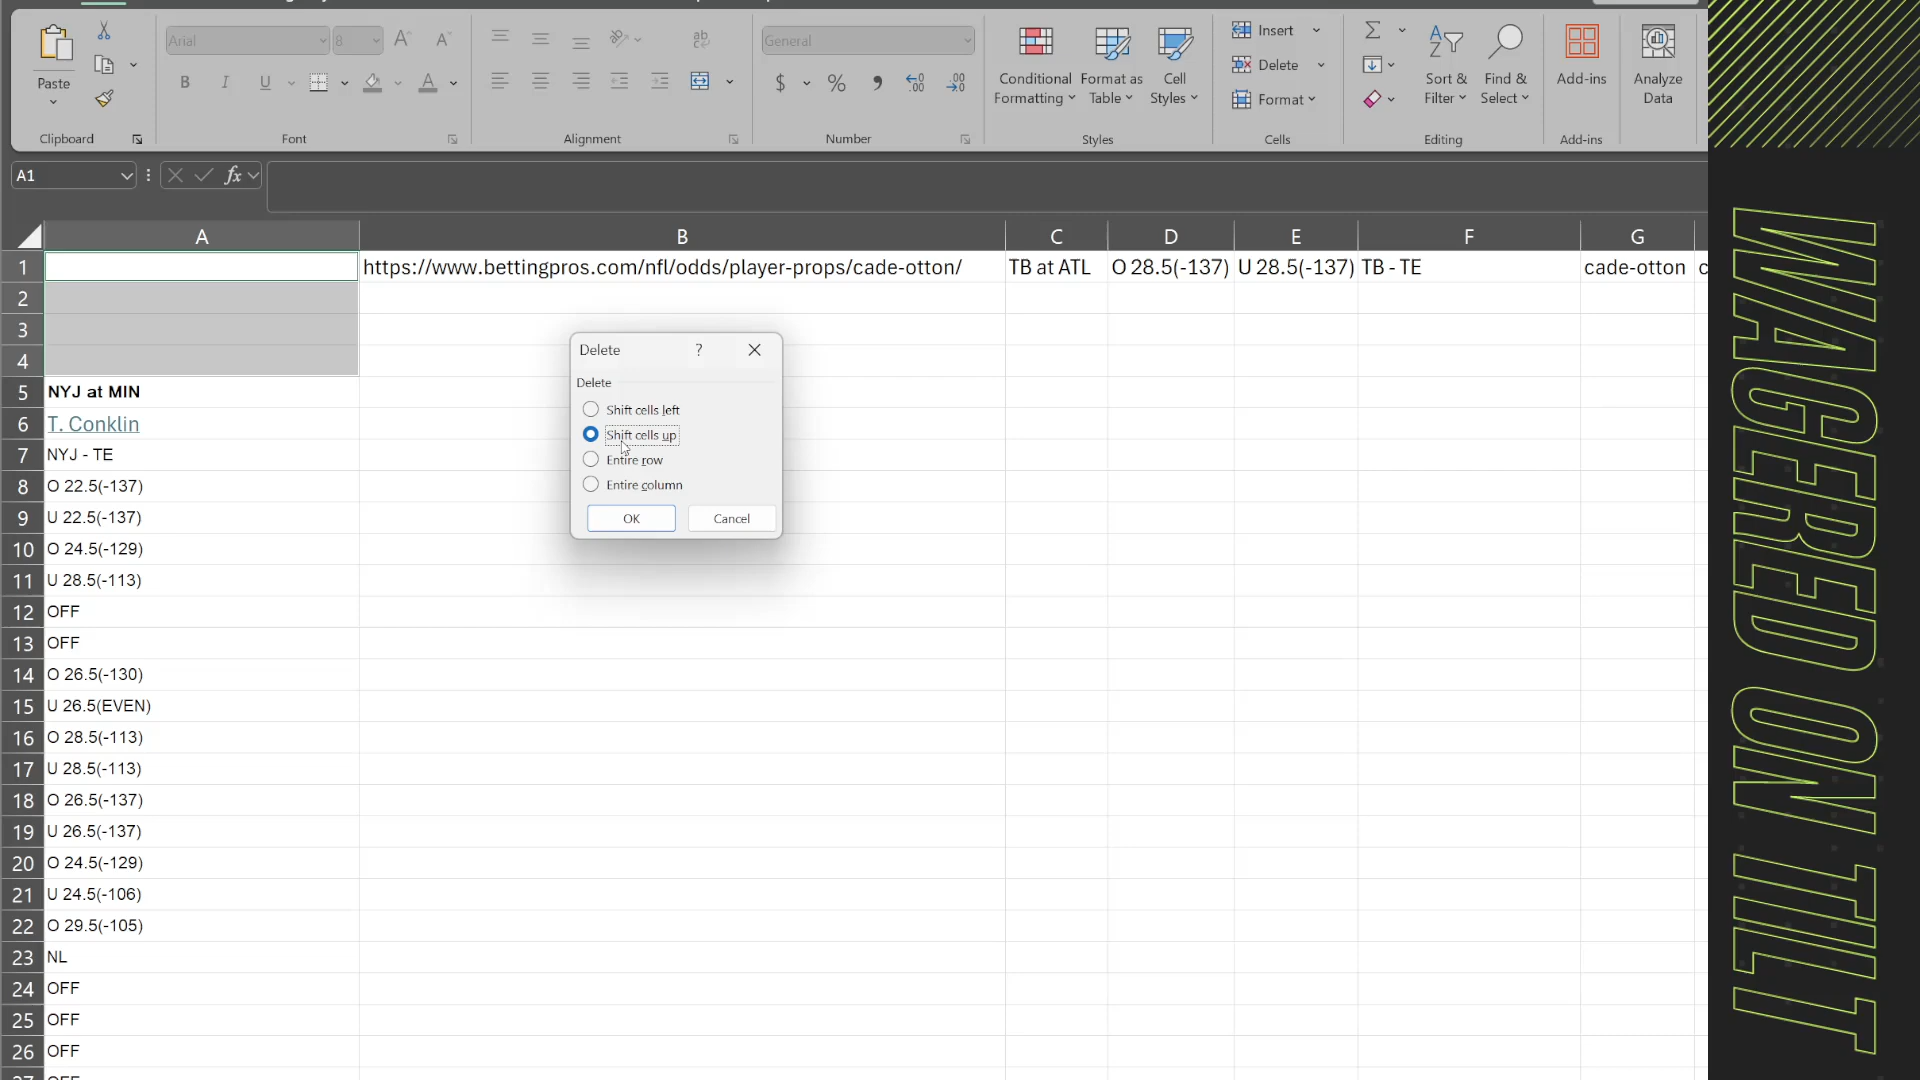 Paste
Clipboard
Arial
8
B
I
U
A
Font
ab
Alignment
General
$
%
Number
Conditional Formatting
Format as Table
Cell Styles
Styles
Insert
Delete
Format
Cells
Sort & Filter
Find & Select
Editing
Add-ins
Add-ins
Analyze Data
A1
fx
A B C D E F G
1 https://www.bettingpros.com/nfl/odds/player-props/cade-otton/ TB at ATL O 28.5(-137) U 28.5(-137) TB - TE cade-otton
2
3
4
5 NYJ at MIN
6 T. Conklin
7 NYJ - TE
8 O 22.5(-137)
9 U 22.5(-137)
10 O 24.5(-129)
11 U 28.5(-113)
12 OFF
13 OFF
14 O 26.5(-130)
15 U 26.5(EVEN)
16 O 28.5(-113)
17 U 28.5(-113)
18 O 26.5(-137)
19 U 26.5(-137)
20 O 24.5(-129)
21 U 24.5(-106)
22 O 29.5(-105)
23 NL
24 OFF
25 OFF
26 OFF
Delete ?
Delete
Shift cells left
Shift cells up
Entire row
Entire column
OK Cancel
WAGERED ON TILT